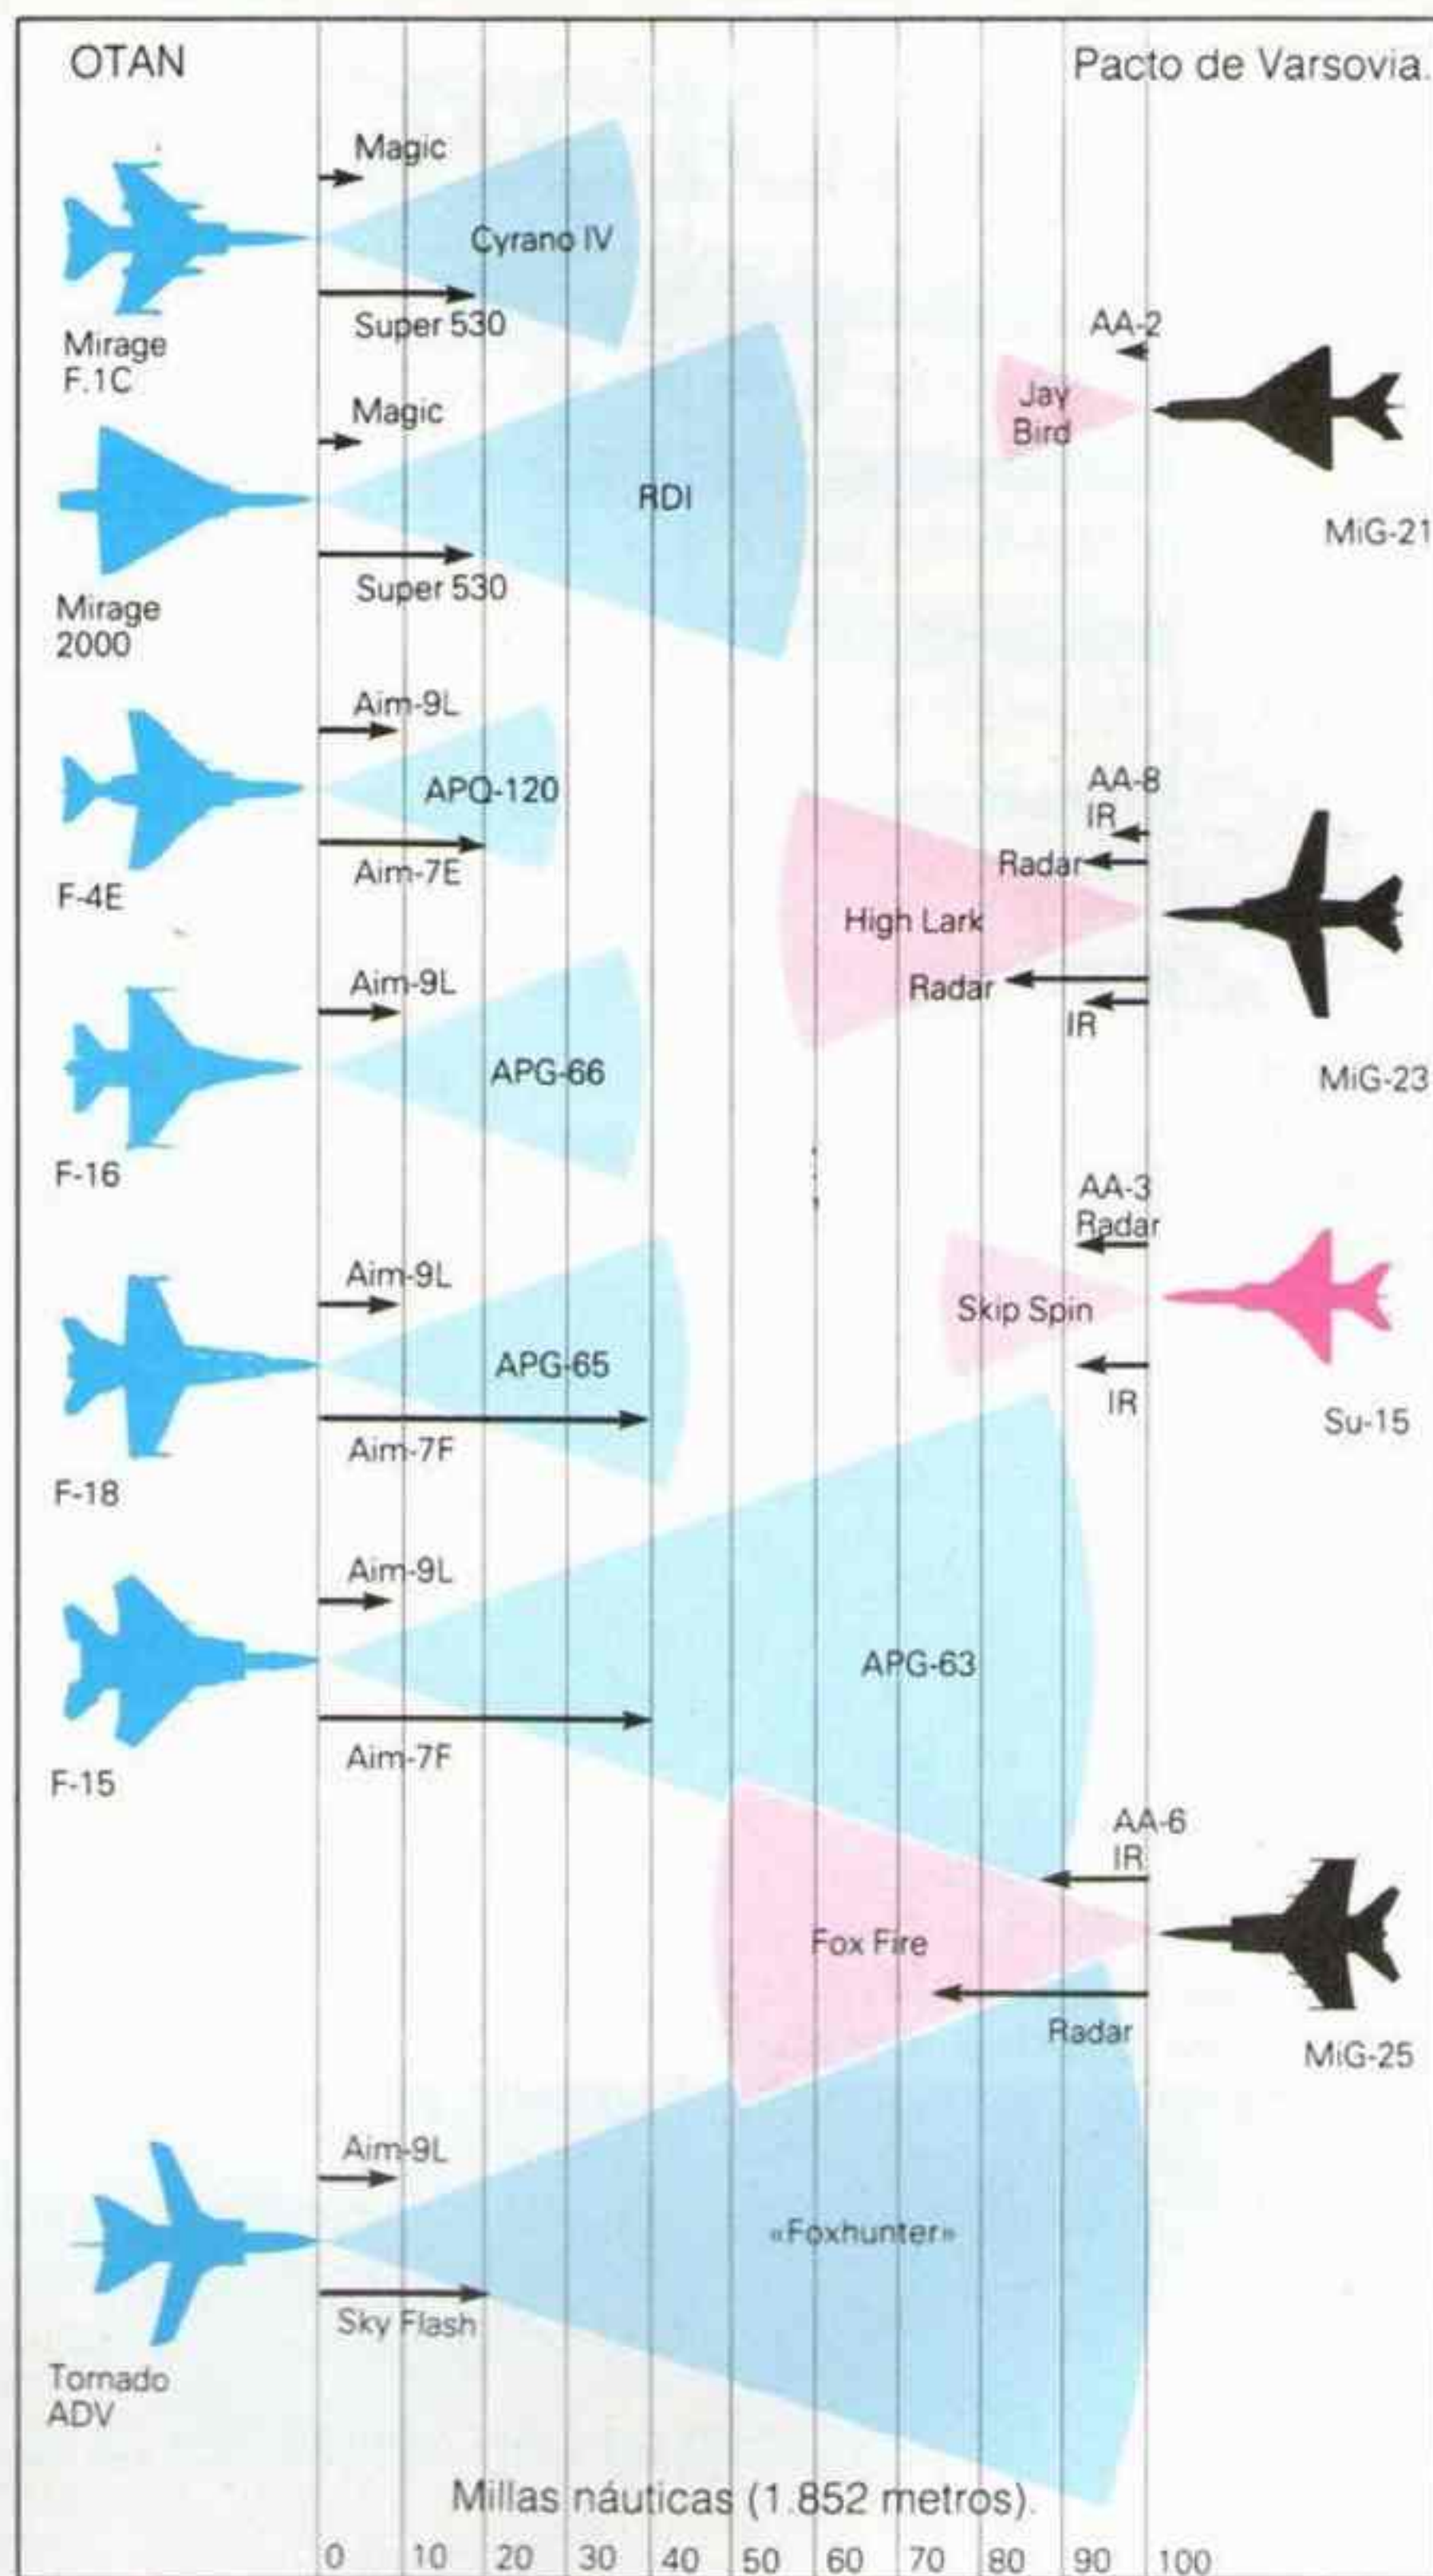 OTAN
Pacto de Varsovia.
Magic
Cyrano IV
Super 530
Mirage
F.1C
AA-2
Jay
Bird
MiG-21
Magic
RDI
Super 530
Mirage
2000
Aim-9L
APQ-120
Aim-7E
F-4E
AA-8
IR
Radar
High Lark
Radar
IR
MiG-23
Aim-9L
APG-66
F-16
AA-3
Radar
Skip Spin
IR
Su-15
Aim-9L
APG-65
Aim-7F
F-18
Aim-9L
APG-63
Aim-7F
F-15
AA-6
IR
Fox Fire
Radar
MiG-25
Aim-9L
«Foxhunter»
Sky Flash
Tornado
ADV
Millas náuticas (1.852 metros).
0 10 20 30 40 50 60 70 80 90 100